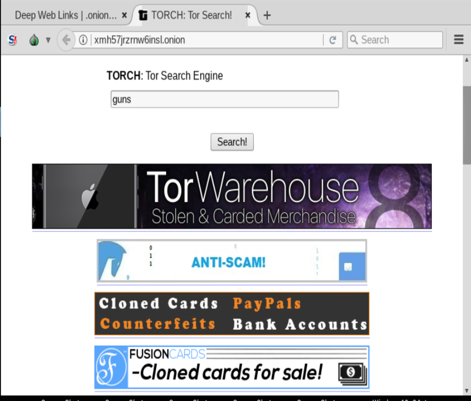 Deep Web Links | .onion...
TORCH: Tor Search!
xmh57jrzrnw6insl.onion
Search
TORCH: Tor Search Engine
guns
Search!
TorWarehouse
Stolen & Carded Merchandise
8
ANTI-SCAM!
Cloned Cards PayPals
Counterfeits Bank Accounts
FUSIONCARDS
-Cloned cards for sale!